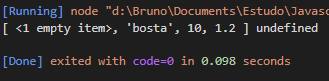 [Running] node "d:\Bruno\Documents\Estudo\Javasc
[ <1 empty item>, 'bosta', 10, 1.2 ] undefined
[Done] exited with code=0 in 0.098 seconds